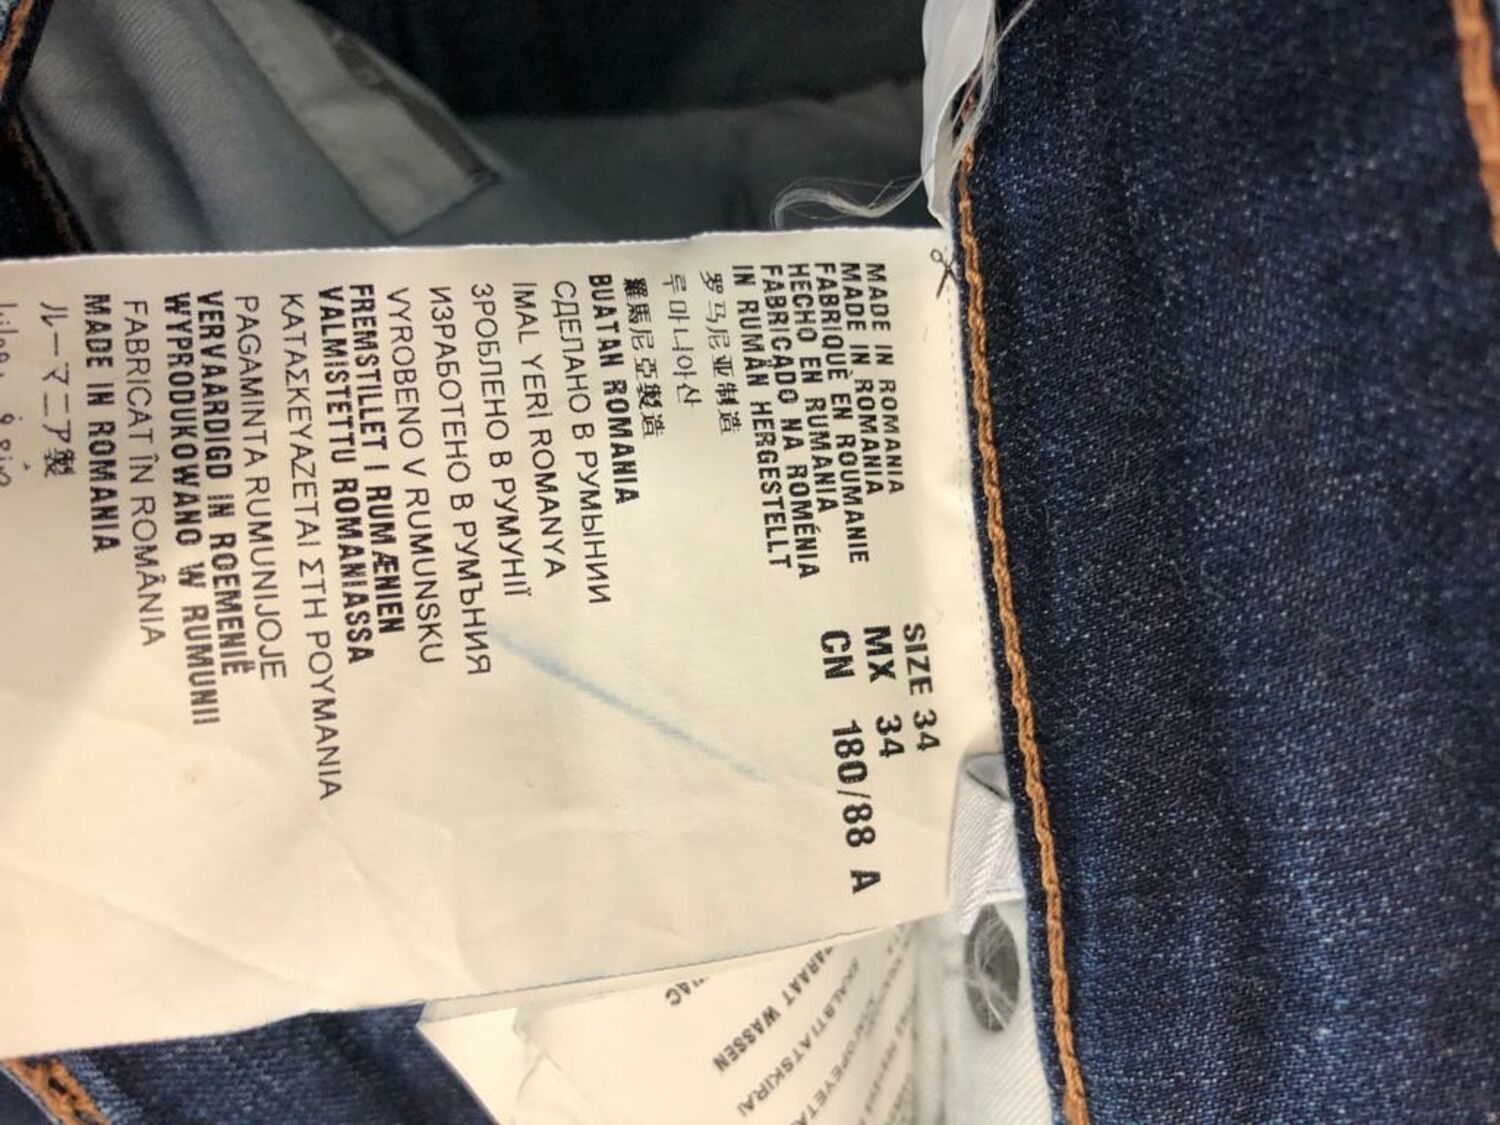 SIZE 34
MX 34
CN 180/88 A
MADE IN ROMANIA
MADE IN ROMANIA
FABRIQUÉ EN ROUMANIE
HECHO EN RUMANIA
FABRICADO NA ROMÉNIA
IN RUMÄN HERGESTELLT
罗马尼亚制造
루마니아산
羅馬尼亞製造
BUATAN ROMANIA
СДЕЛАНО В РУМЫНИИ
İMAL YERİ ROMANYA
ЗРОБЛЕНО В РУМУНІЇ
ИЗРАБОТЕНО В РУМЪНИЯ
VYROBENO V RUMUNSKU
FREMSTILLET I RUMÆNIEN
VALMISTETTU ROMANIASSA
ΚΑΤΑΣΚΕΥΑΖΕΤΑΙ ΣΤΗ ΡΟΥΜΑΝΙΑ
PAGAMINTA RUMUNIJOJE
VERVAARDIGD IN ROEMENIË
WYPRODUKOWANO W RUMUNII
FABRICAT ÎN ROMÂNIA
MADE IN ROMANIA
ルーマニア製
WASSEN